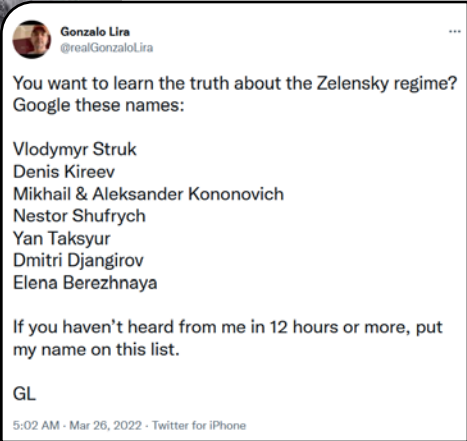 Gonzalo Lira
@realGonzaloLira
You want to learn the truth about the Zelensky regime?
Google these names:
Vlodymyr Struk
Denis Kireev
Mikhail & Aleksander Kononovich
Nestor Shufrych
Yan Taksyur
Dmitri Djangirov
Elena Berezhnaya
If you haven't heard from me in 12 hours or more, put
my name on this list.
GL
5:02 AM · Mar 26, 2022 · Twitter for iPhone